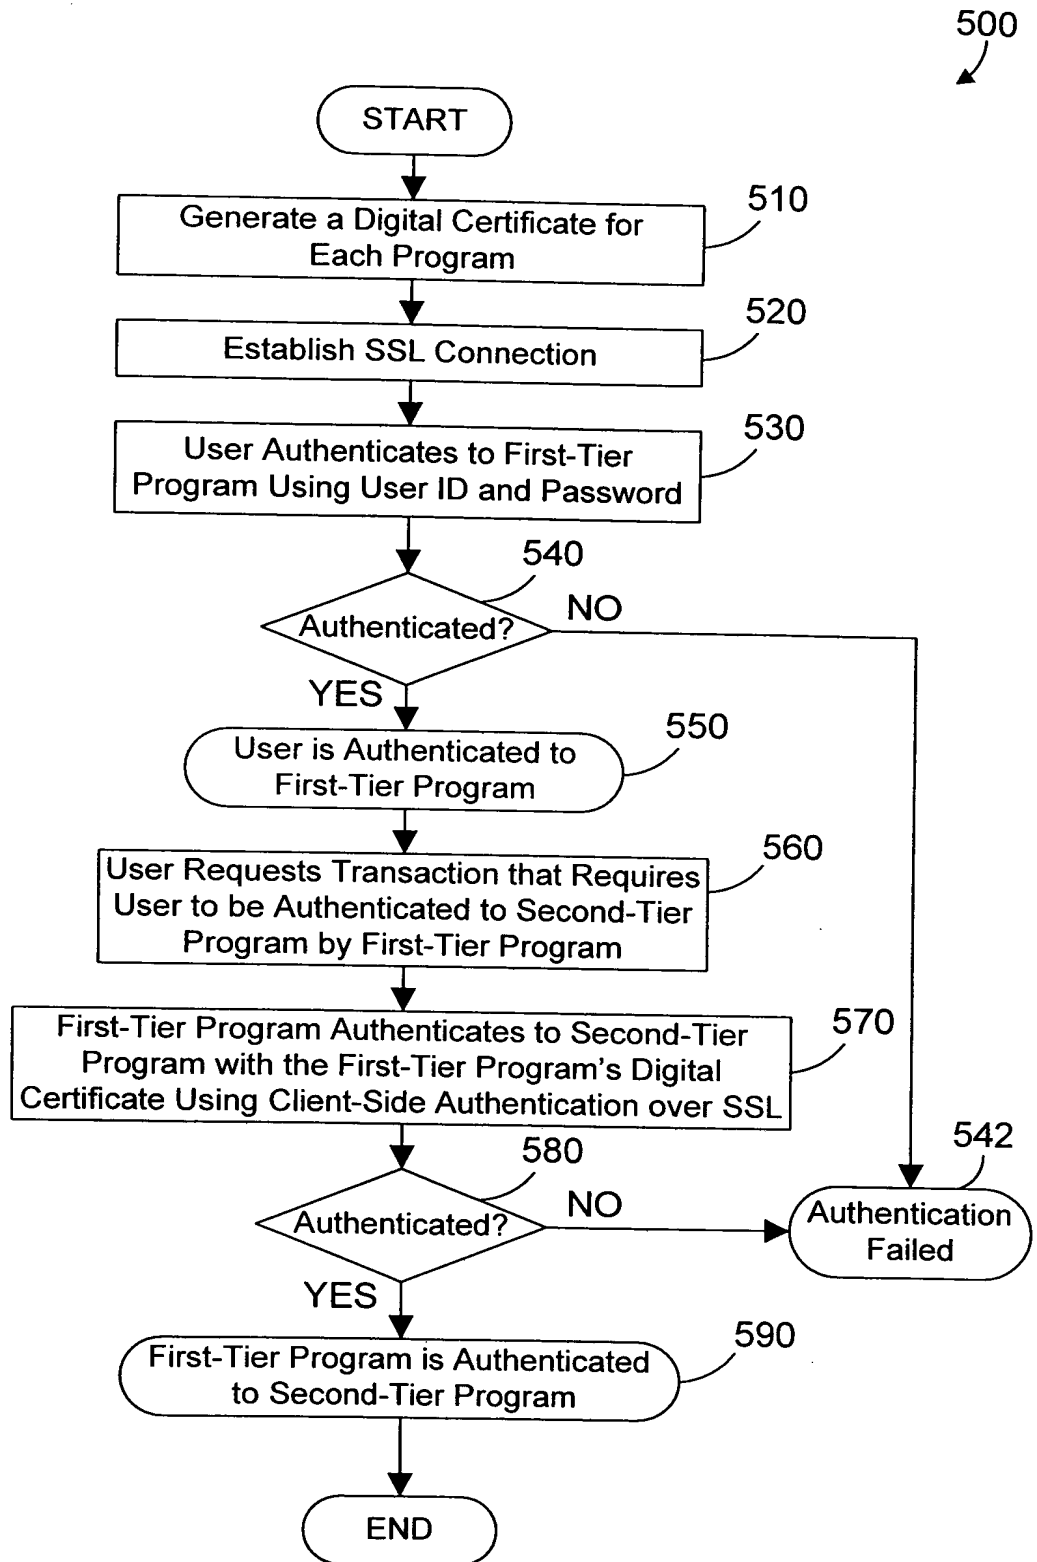 500
START
510
Generate a Digital Certificate for
Each Program
520
Establish SSL Connection
530
User Authenticates to First-Tier
Program Using User ID and Password
540
Authenticated?
NO
YES
550
User is Authenticated to
First-Tier Program
560
User Requests Transaction that Requires
User to be Authenticated to Second-Tier
Program by First-Tier Program
570
First-Tier Program Authenticates to Second-Tier
Program with the First-Tier Program's Digital
Certificate Using Client-Side Authentication over SSL
580
Authenticated?
NO
542
Authentication
Failed
YES
590
First-Tier Program is Authenticated
to Second-Tier Program
END